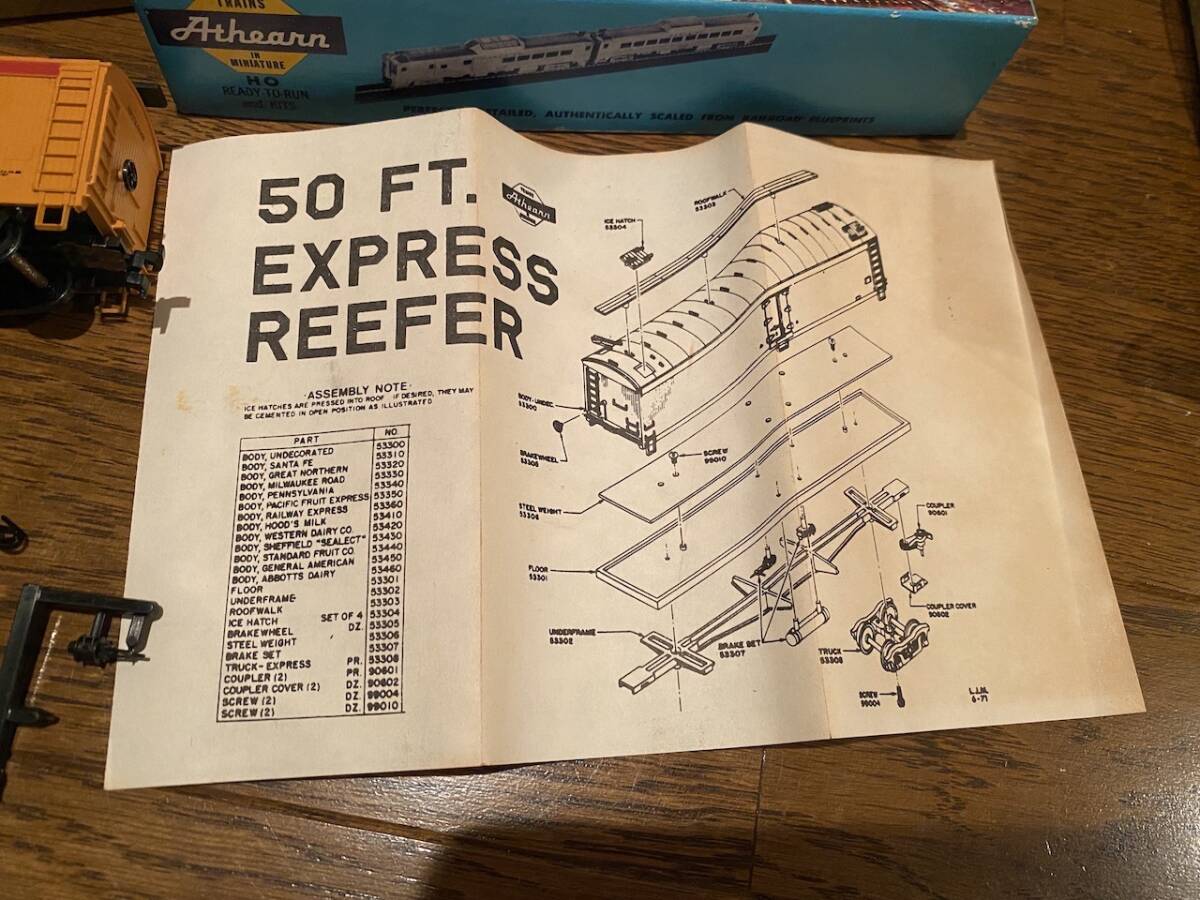 TRAINS
Athearn
IN
MINIATURE
HO
READY-TO-RUN
and KITS
PERFECTLY DETAILED, AUTHENTICALLY SCALED FROM RAILROAD BLUEPRINTS
50 FT.
EXPRESS
REEFER
TRAINS
Athearn
ASSEMBLY NOTE
ICE HATCHES ARE PRESSED INTO ROOF IF DESIRED, THEY MAY
BE CEMENTED IN OPEN POSITION AS ILLUSTRATED
PART NO.
BODY, UNDECORATED 53300
BODY, SANTA FE 53310
BODY, GREAT NORTHERN 53320
BODY, MILWAUKEE ROAD 53330
BODY, PENNSYLVANIA 53340
BODY, PACIFIC FRUIT EXPRESS 53350
BODY, RAILWAY EXPRESS 53360
BODY, HOOD'S MILK 53410
BODY, WESTERN DAIRY CO. 53420
BODY, SHEFFIELD "SEALECT" 53430
BODY, STANDARD FRUIT CO. 53440
BODY, GENERAL AMERICAN 53450
BODY, ABBOTTS DAIRY 53460
FLOOR 53301
UNDERFRAME 53302
ROOFWALK 53303
ICE HATCH SET OF 4 53304
BRAKEWHEEL DZ. 53305
STEEL WEIGHT 53306
BRAKE SET 53307
TRUCK-EXPRESS PR. 53308
COUPLER (2) PR. 90601
COUPLER COVER (2) DZ. 90602
SCREW (2) DZ. 99004
SCREW (2) DZ. 99010
ROOFWALK
53303
ICE HATCH
53304
BODY-UNDEC.
53300
BRAKEWHEEL
53305
SCREW
99010
STEEL WEIGHT
53306
COUPLER
90601
FLOOR
53301
COUPLER COVER
90602
UNDERFRAME
53302
BRAKE SET
53307
TRUCK
53308
SCREW
99004
6-71